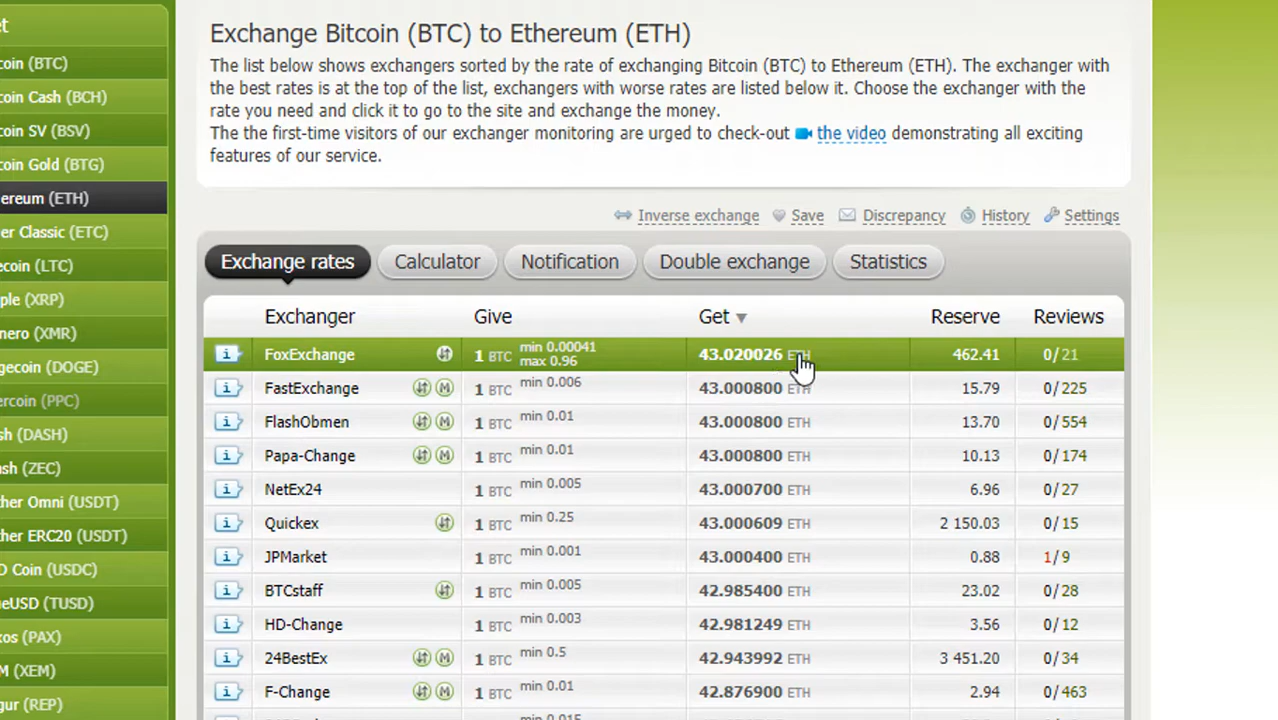 Exchange Bitcoin (BTC) to Ethereum (ETH)
The list below shows exchangers sorted by the rate of exchanging Bitcoin (BTC) to Ethereum (ETH). The exchanger with
the best rates is at the top of the list, exchangers with worse rates are listed below it. Choose the exchanger with the
rate you need and click it to go to the site and exchange the money.
The the first-time visitors of our exchanger monitoring are urged to check-out the video demonstrating all exciting
features of our service.
Inverse exchange Save Discrepancy History Settings
Exchange rates Calculator Notification Double exchange Statistics
Exchanger Give Get ▼ Reserve Reviews
FoxExchange 1 BTC min 0.00041 max 0.96 43.020026 ETH 462.41 0/21
FastExchange M 1 BTC min 0.006 43.000800 ETH 15.79 0/225
FlashObmen M 1 BTC min 0.01 43.000800 ETH 13.70 0/554
Papa-Change M 1 BTC min 0.01 43.000800 ETH 10.13 0/174
NetEx24 1 BTC min 0.005 43.000700 ETH 6.96 0/27
Quickex 1 BTC min 0.25 43.000609 ETH 2 150.03 0/15
JPMarket 1 BTC min 0.001 43.000400 ETH 0.88 1/9
BTCstaff 1 BTC min 0.005 42.985400 ETH 23.02 0/28
HD-Change 1 BTC min 0.003 42.981249 ETH 3.56 0/12
24BestEx M 1 BTC min 0.5 42.943992 ETH 3 451.20 0/34
F-Change M 1 BTC min 0.01 42.876900 ETH 2.94 0/463
et
coin (BTC)
coin Cash (BCH)
coin SV (BSV)
coin Gold (BTG)
ereum (ETH)
er Classic (ETC)
ecoin (LTC)
ple (XRP)
nero (XMR)
gecoin (DOGE)
ercoin (PPC)
sh (DASH)
sh (ZEC)
ther Omni (USDT)
ther ERC20 (USDT)
D Coin (USDC)
ueUSD (TUSD)
xos (PAX)
M (XEM)
gur (REP)